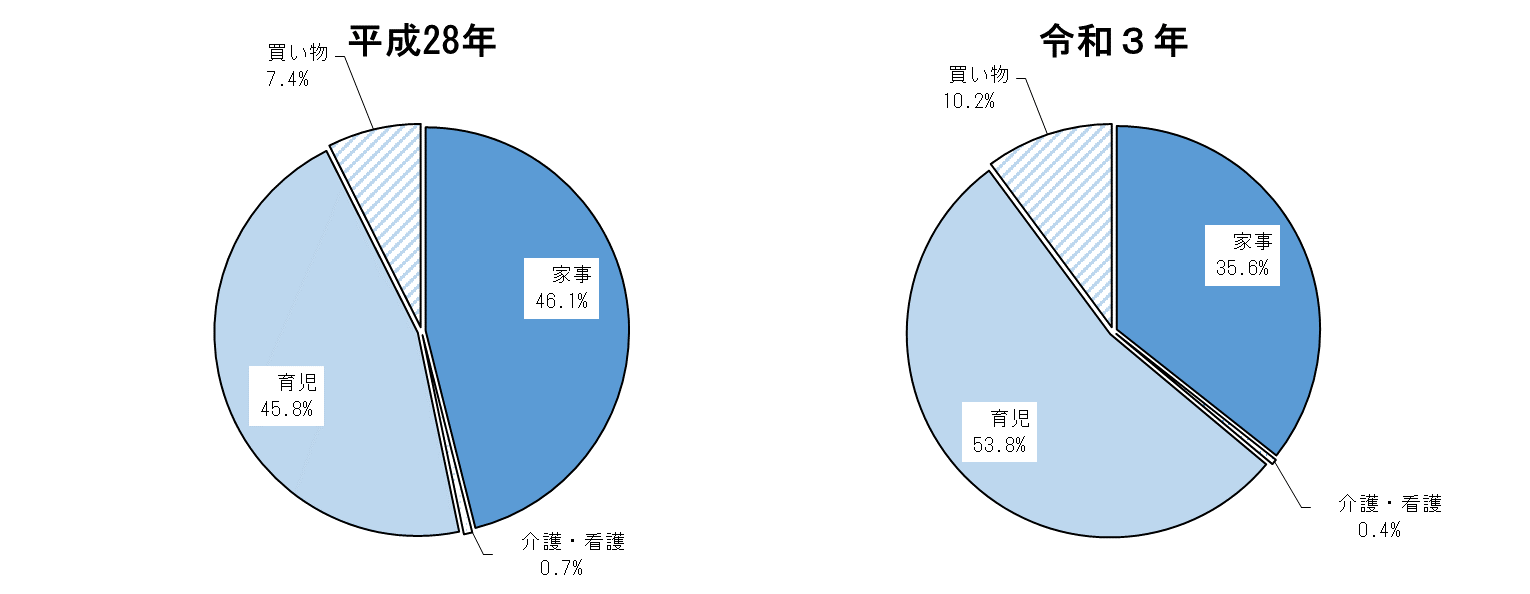 平成28年
買い物
7.4%
家事
46.1%
育児
45.8%
介護・看護
0.7%
令和３年
買い物
10.2%
家事
35.6%
育児
53.8%
介護・看護
0.4%